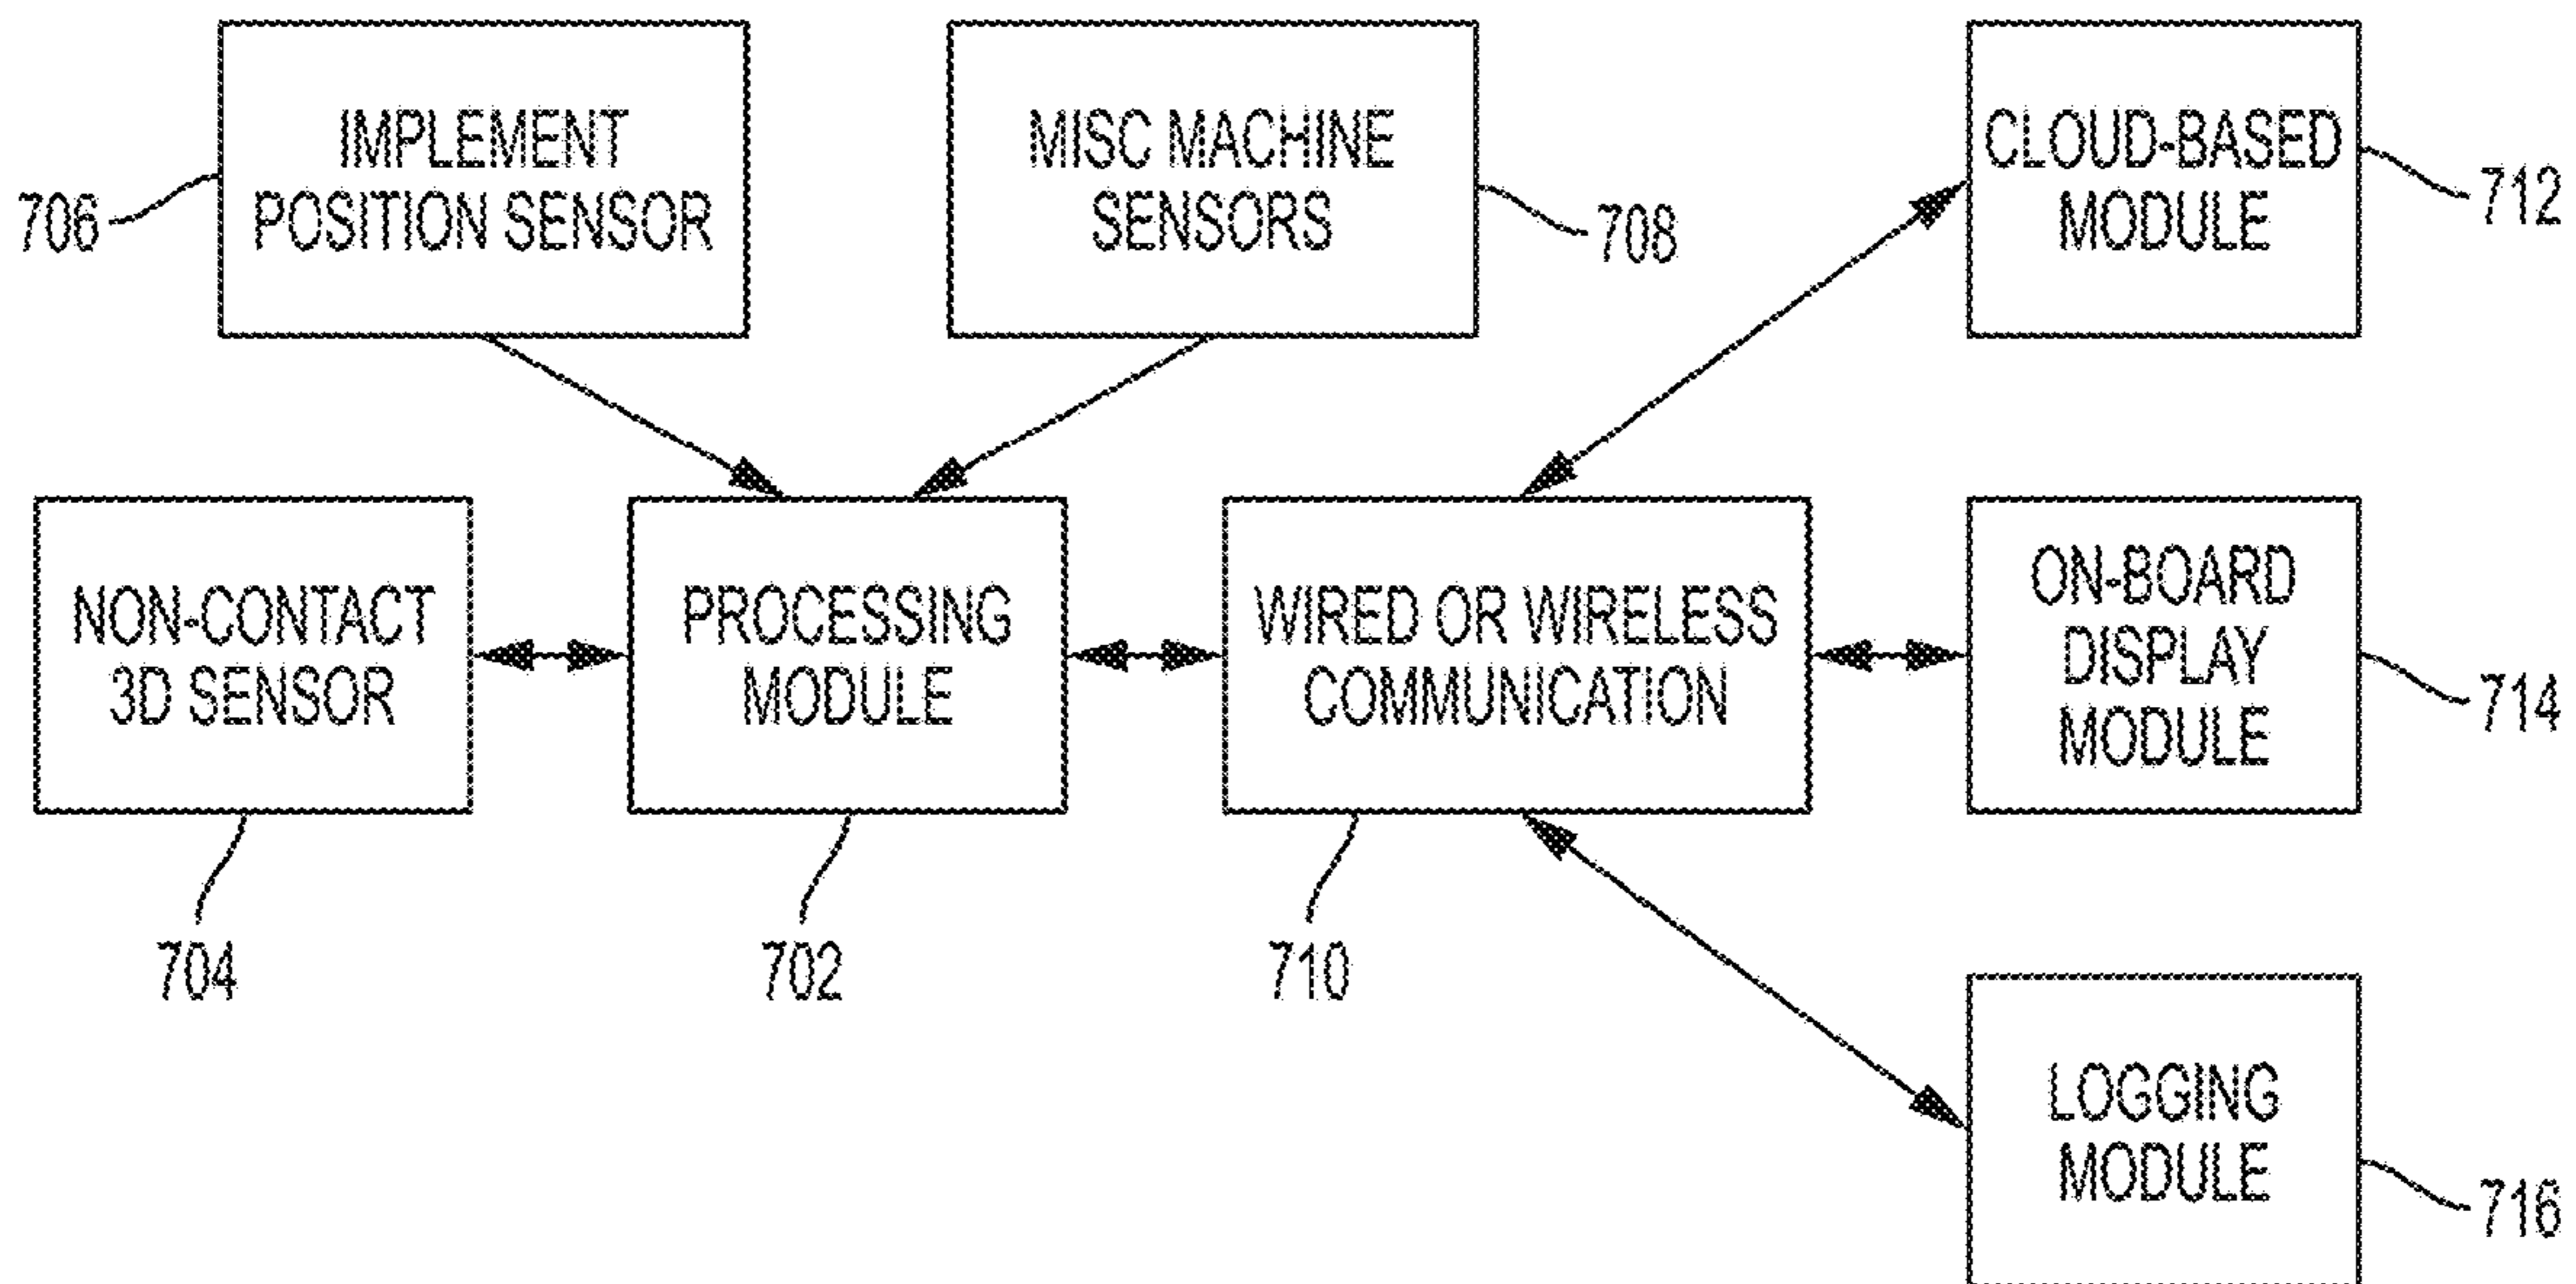 IMPLEMENT
POSITION SENSOR
706
MISC MACHINE
SENSORS
708
CLOUD-BASED
MODULE
712
NON-CONTACT
3D SENSOR
704
PROCESSING
MODULE
702
WIRED OR WIRELESS
COMMUNICATION
710
ON-BOARD
DISPLAY
MODULE
714
LOGGING
MODULE
716